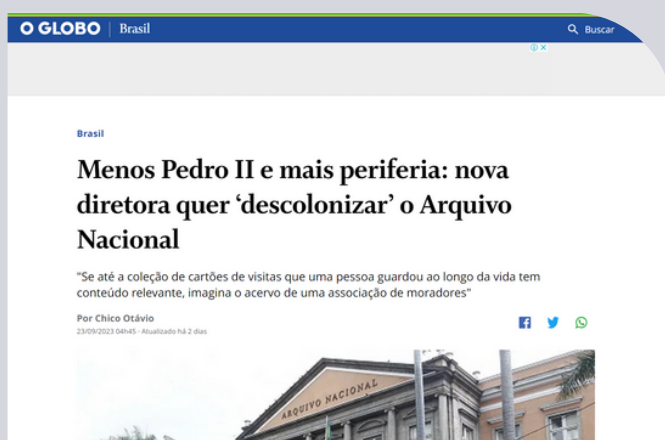 O GLOBO | Brasil
Buscar
Brasil
Menos Pedro II e mais periferia: nova
diretora quer ‘descolonizar’ o Arquivo
Nacional
"Se até a coleção de cartões de visitas que uma pessoa guardou ao longo da vida tem
conteúdo relevante, imagina o acervo de uma associação de moradores"
Por Chico Otávio
23/09/2023 04h45 · Atualizado há 2 dias
ARQUIVO NACIONAL